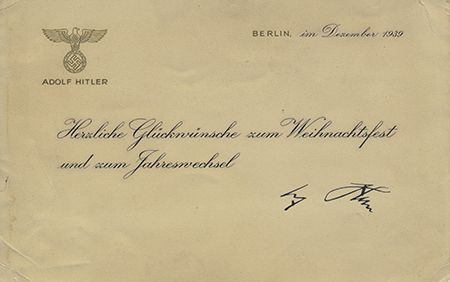 BERLIN, im Dezember 1939
ADOLF HITLER
Herzliche Glückwünsche zum Weihnachtsfest
und zum Jahreswechsel